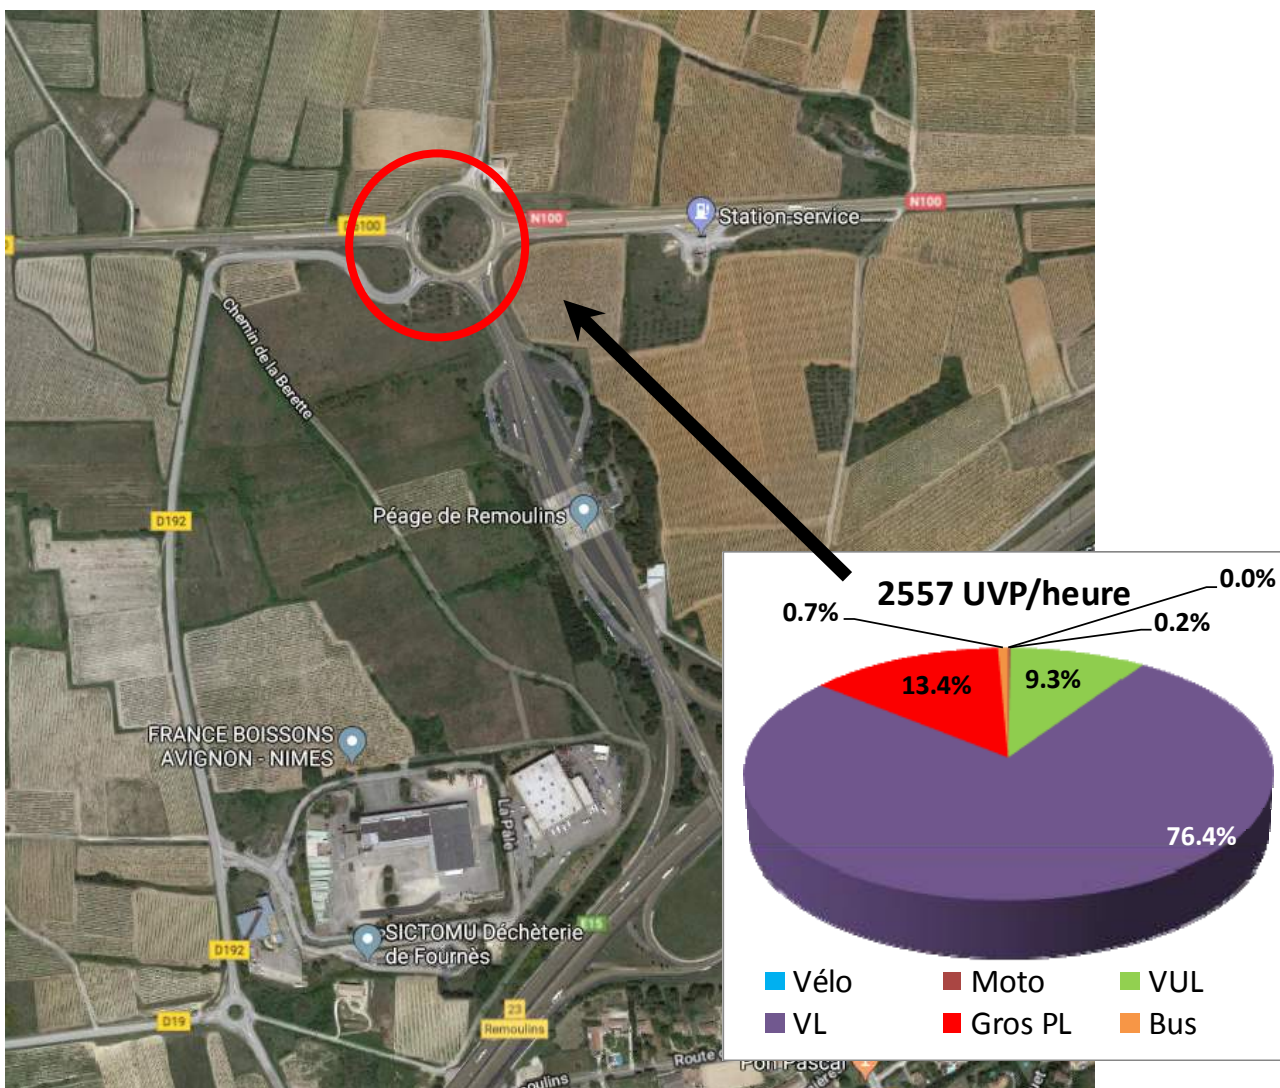 N100
N100
Station-service
Chemin de la Berette
D192
Péage de Remoulins
2557 UVP/heure
0.0%
0.7%
0.2%
13.4%
9.3%
76.4%
FRANCE BOISSONS
AVIGNON - NIMES
La Pale
E15
SICTOMU Déchèterie
de Fournès
D192
Vélo
Moto
VUL
VL
Gros PL
Bus
23
Remoulins
D19
Route